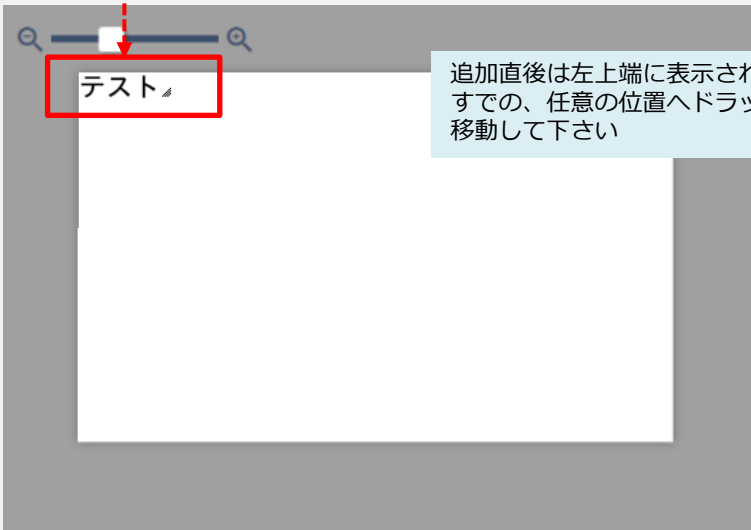 テスト
追加直後は左上端に表示され
すでの、任意の位置へドラッ
移動して下さい